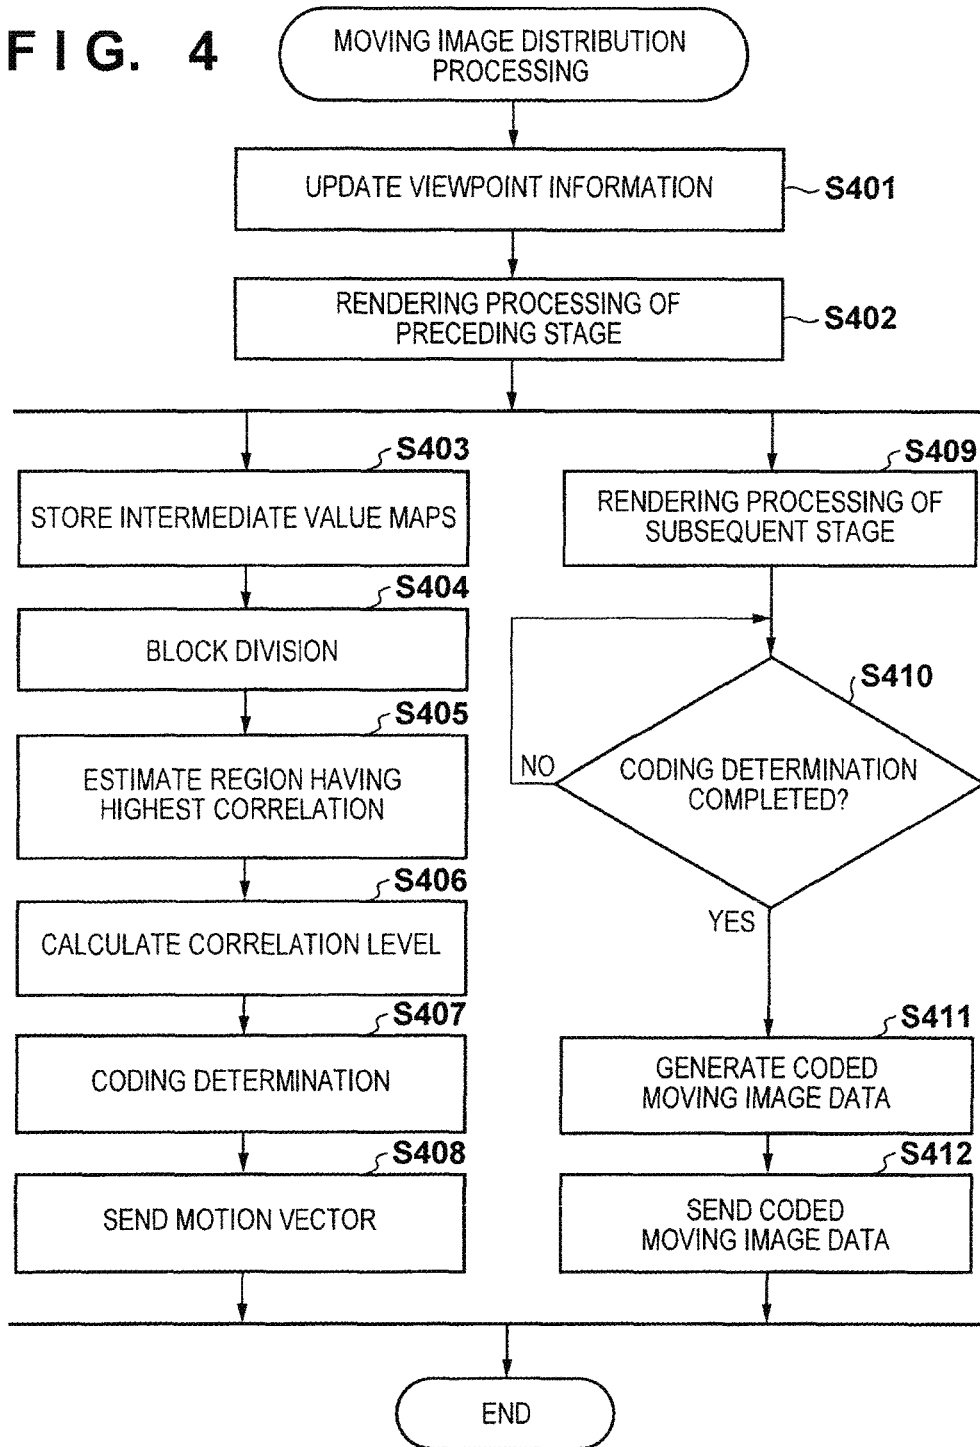 FIG. 4
MOVING IMAGE DISTRIBUTION
PROCESSING
UPDATE VIEWPOINT INFORMATION
S401
RENDERING PROCESSING OF
PRECEDING STAGE
S402
S403
STORE INTERMEDIATE VALUE MAPS
S404
BLOCK DIVISION
S405
ESTIMATE REGION HAVING
HIGHEST CORRELATION
S406
CALCULATE CORRELATION LEVEL
S407
CODING DETERMINATION
S408
SEND MOTION VECTOR
S409
RENDERING PROCESSING OF
SUBSEQUENT STAGE
S410
CODING DETERMINATION
COMPLETED?
NO
YES
S411
GENERATE CODED
MOVING IMAGE DATA
S412
SEND CODED
MOVING IMAGE DATA
END